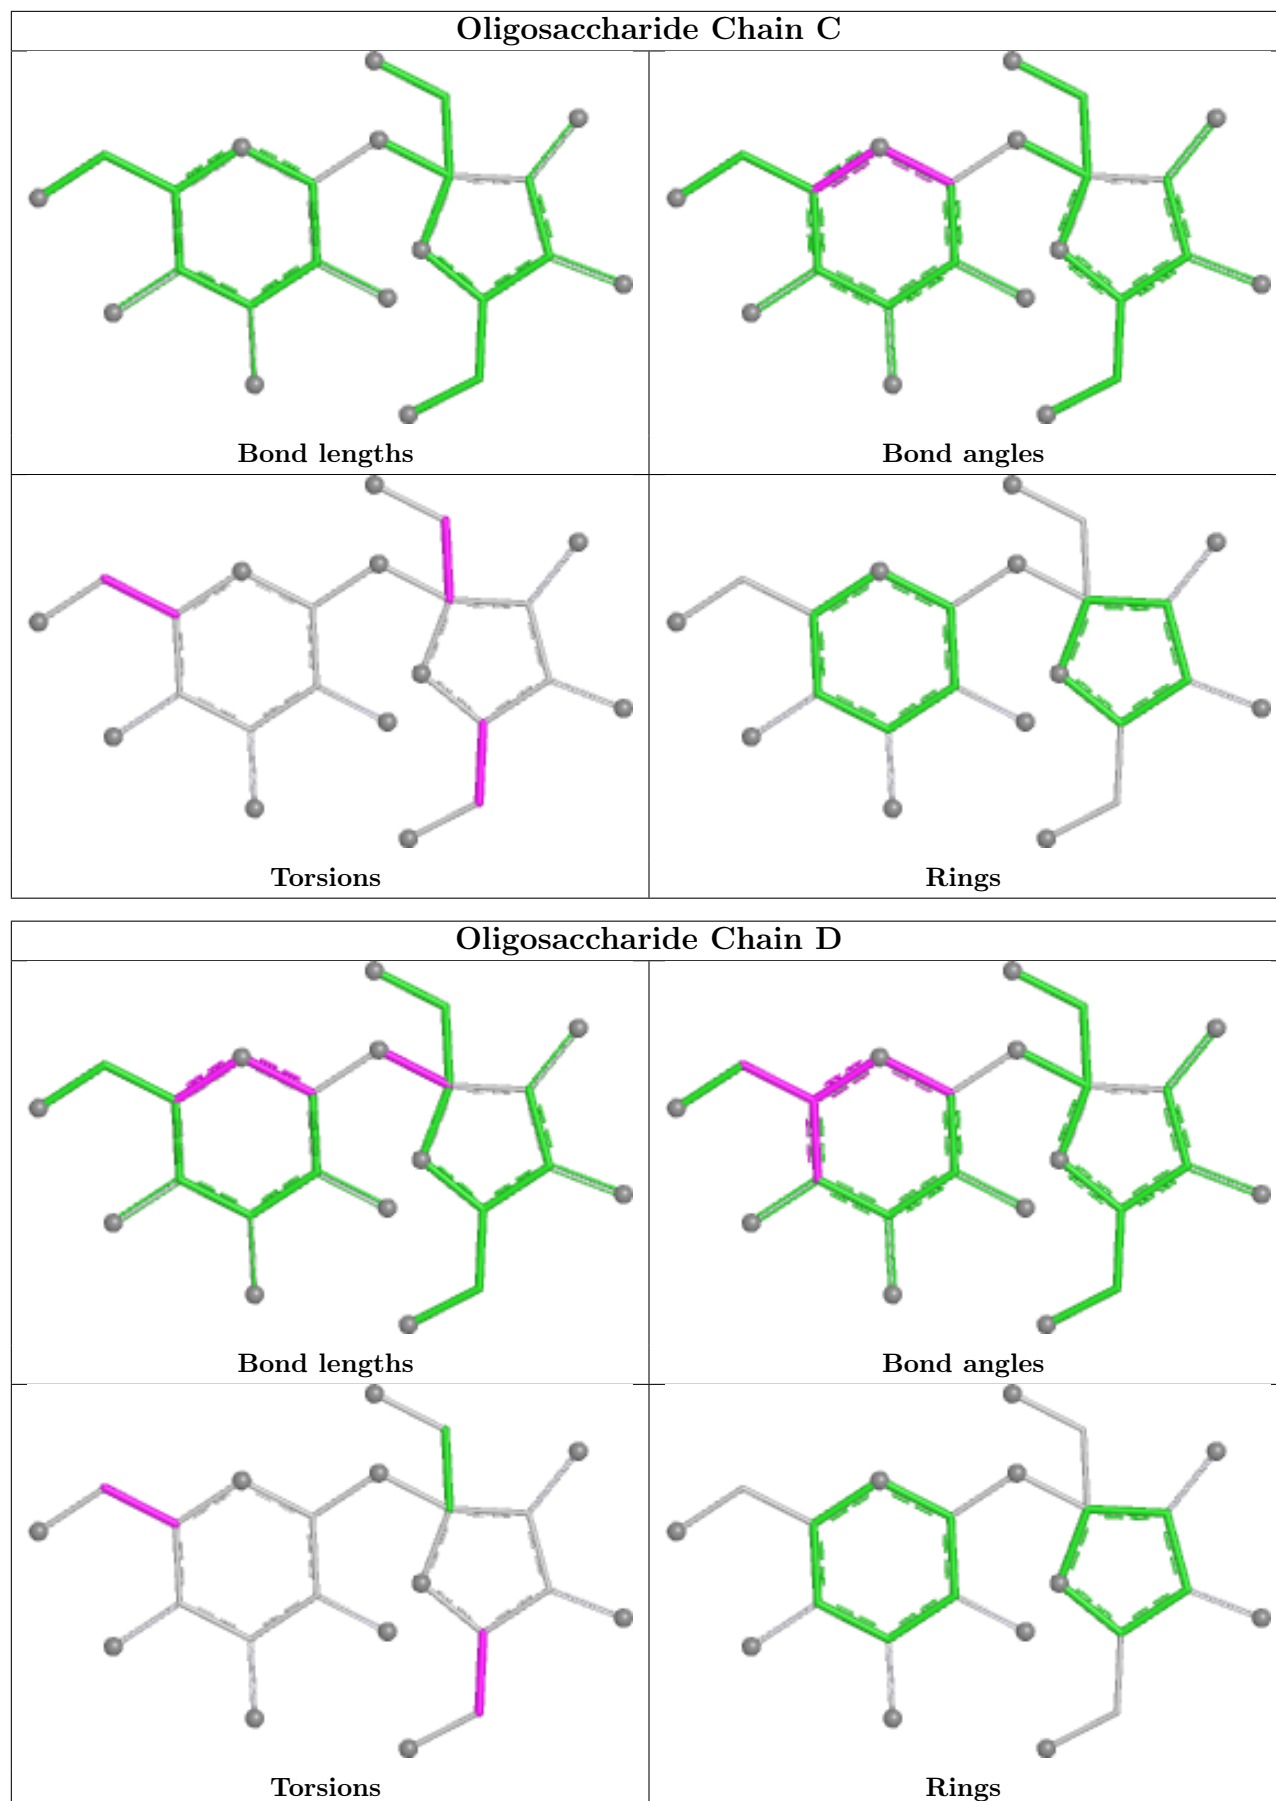 Oligosaccharide Chain C
Bond lengths
Bond angles
Torsions
Rings
Oligosaccharide Chain D
Bond lengths
Bond angles
Torsions
Rings